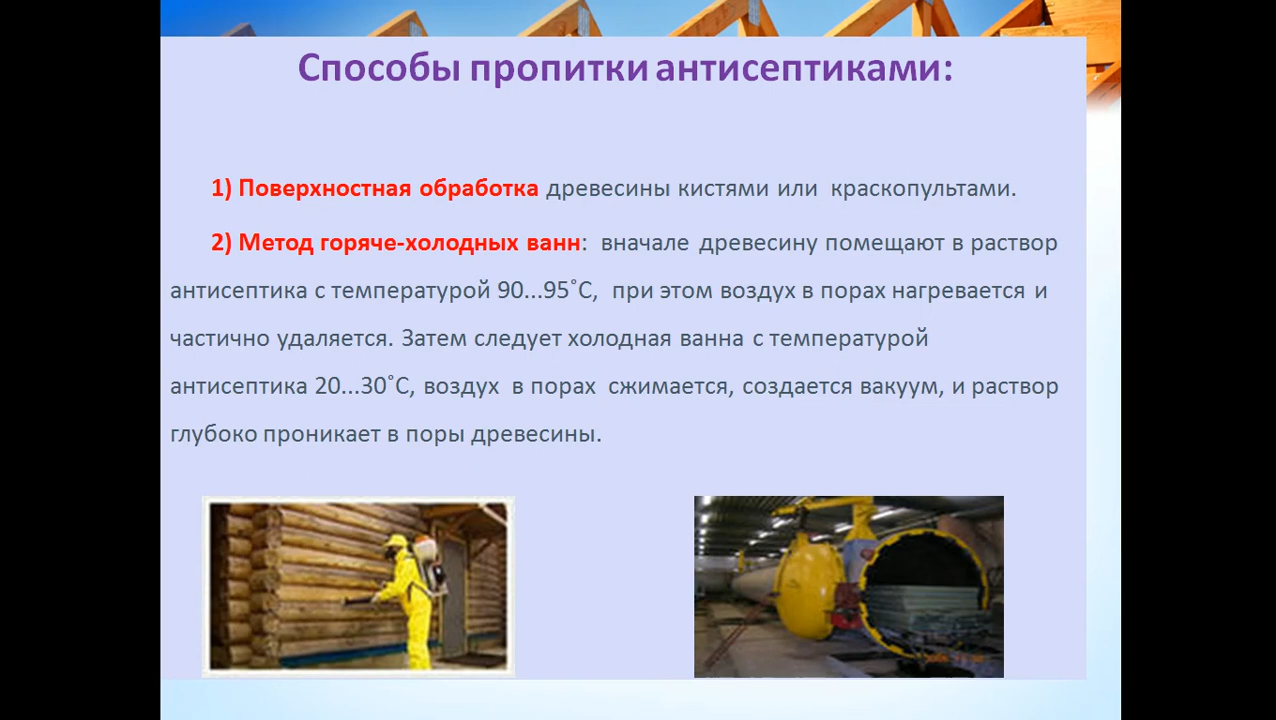 Способы пропитки антисептиками:
1) Поверхностная обработка древесины кистями или краскопультами.
2) Метод горяче-холодных ванн: вначале древесину помещают в раствор
антисептика с температурой 90...95˚С, при этом воздух в порах нагревается и
частично удаляется. Затем следует холодная ванна с температурой
антисептика 20...30˚С, воздух в порах сжимается, создается вакуум, и раствор
глубоко проникает в поры древесины.